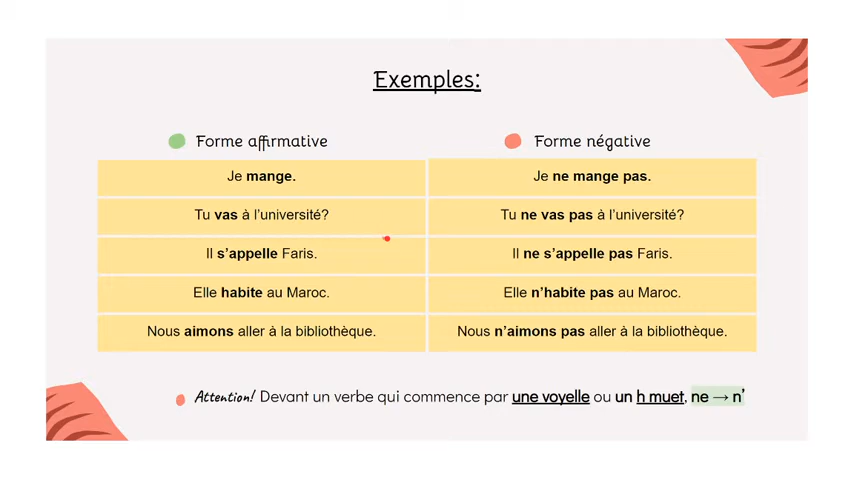 Exemples:
Forme affirmative
Forme négative
Je mange.
Je ne mange pas.
Tu vas à l’université?
Tu ne vas pas à l’université?
Il s’appelle Faris.
Il ne s’appelle pas Faris.
Elle habite au Maroc.
Elle n’habite pas au Maroc.
Nous aimons aller à la bibliothèque.
Nous n’aimons pas aller à la bibliothèque.
Attention! Devant un verbe qui commence par une voyelle ou un h muet, ne → n’